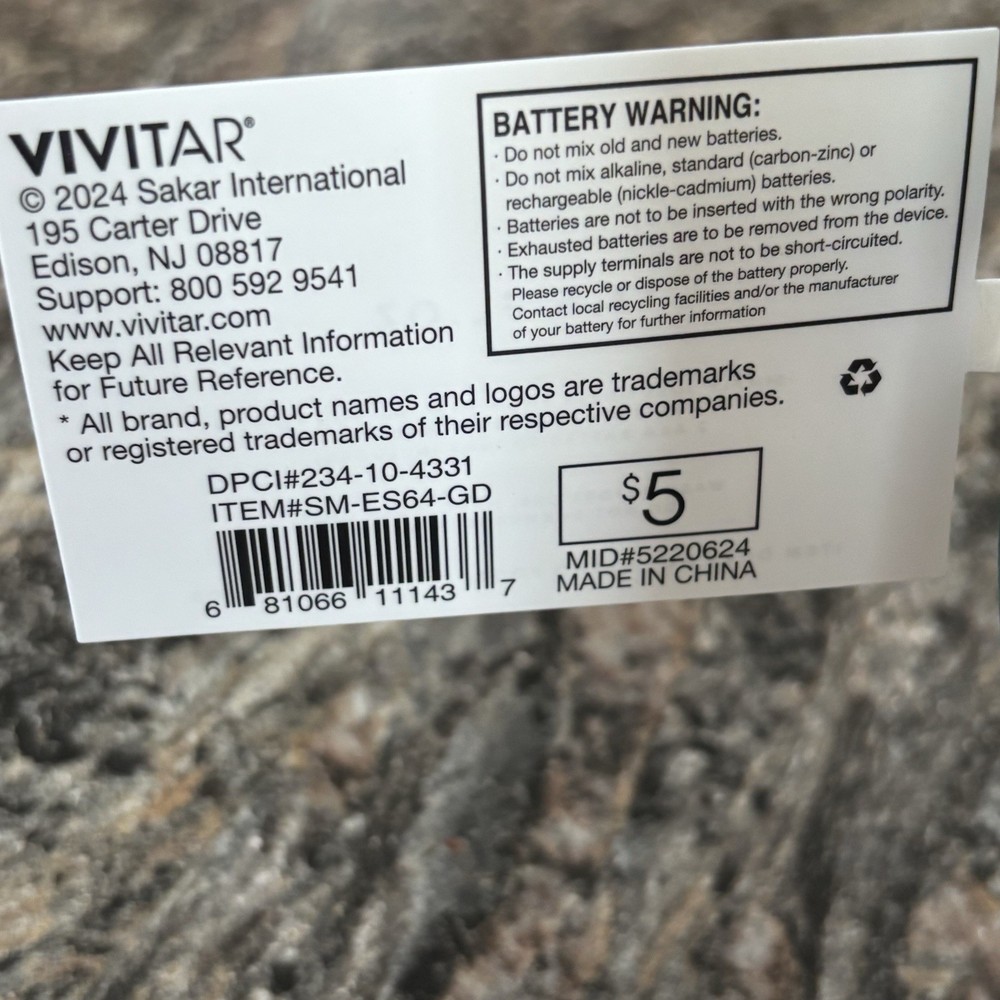 VIVITAR®
© 2024 Sakar International
195 Carter Drive
Edison, NJ 08817
Support: 800 592 9541
www.vivitar.com
Keep All Relevant Information
for Future Reference.
* All brand, product names and logos are trademarks
or registered trademarks of their respective companies.
BATTERY WARNING:
· Do not mix old and new batteries.
· Do not mix alkaline, standard (carbon-zinc) or
rechargeable (nickle-cadmium) batteries.
· Batteries are not to be inserted with the wrong polarity.
· Exhausted batteries are to be removed from the device.
· The supply terminals are not to be short-circuited.
Please recycle or dispose of the battery properly.
Contact local recycling facilities and/or the manufacturer
of your battery for further information
DPCI#234-10-4331
ITEM#SM-ES64-GD
6 81066 11143 7
$5
MID#5220624
MADE IN CHINA